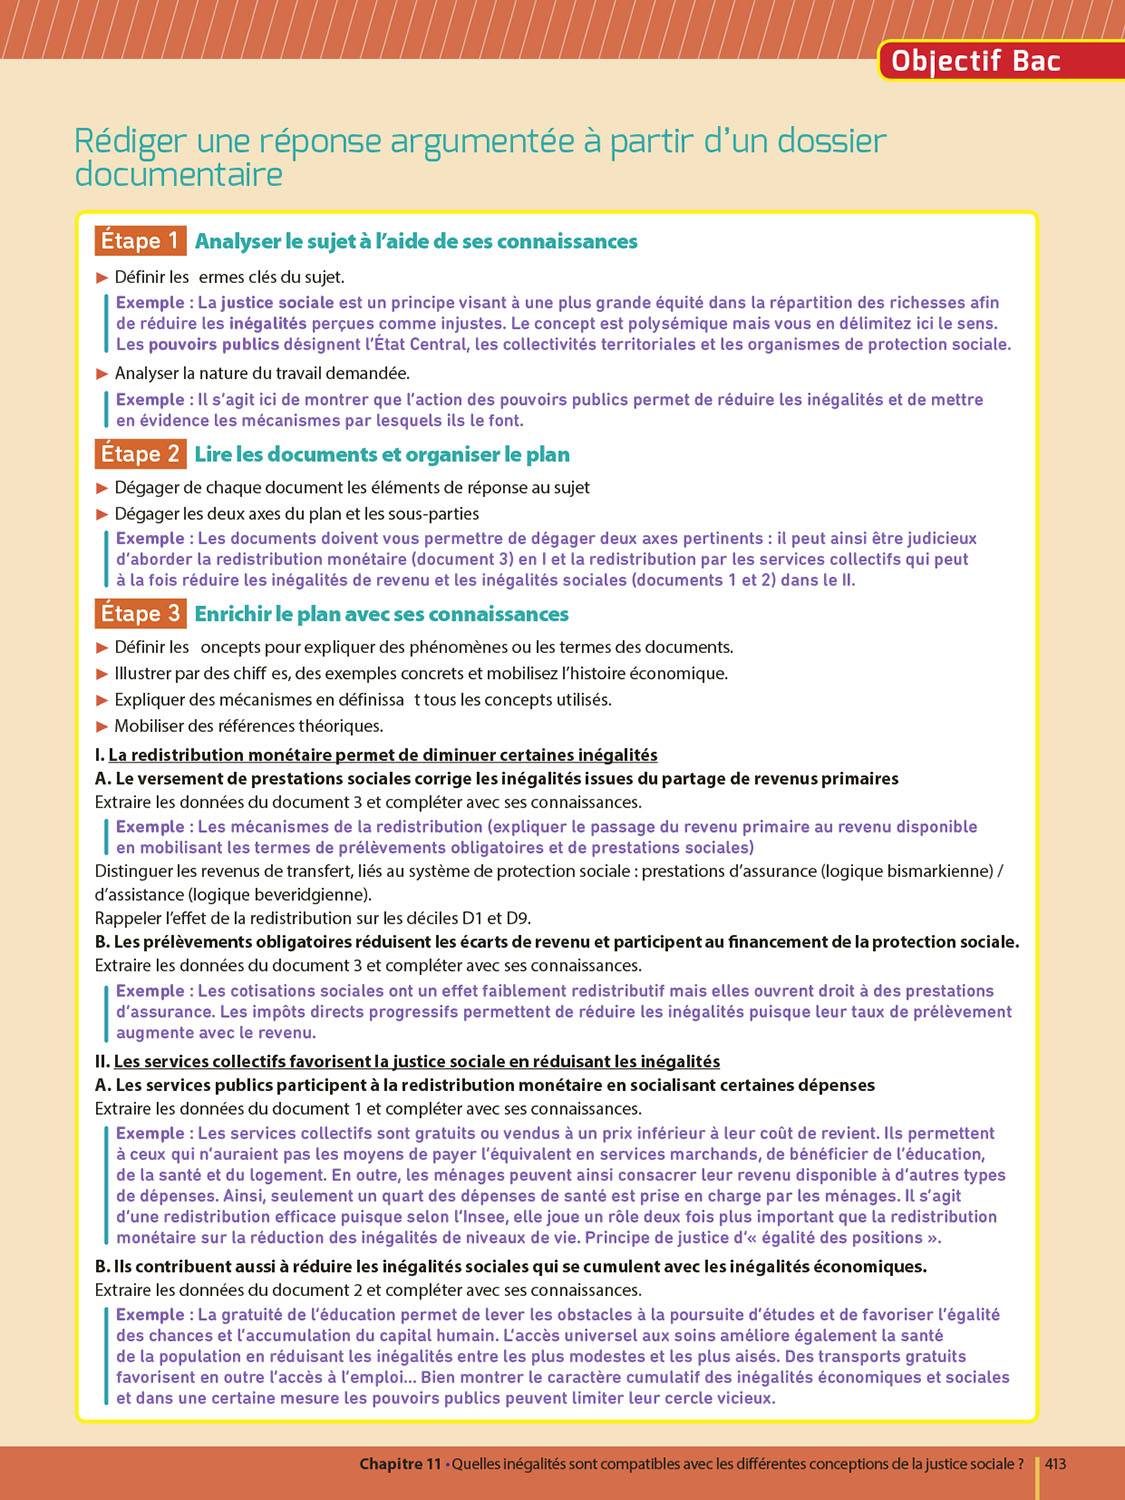 Objectif Bac
Rédiger une réponse argumentée à partir d’un dossier
documentaire
Étape 1 Analyser le sujet à l’aide de ses connaissances
► Définir les ermes clés du sujet.
Exemple : La justice sociale est un principe visant à une plus grande équité dans la répartition des richesses afin
de réduire les inégalités perçues comme injustes. Le concept est polysémique mais vous en délimitez ici le sens.
Les pouvoirs publics désignent l’État Central, les collectivités territoriales et les organismes de protection sociale.
► Analyser la nature du travail demandée.
Exemple : Il s’agit ici de montrer que l’action des pouvoirs publics permet de réduire les inégalités et de mettre
en évidence les mécanismes par lesquels ils le font.
Étape 2 Lire les documents et organiser le plan
► Dégager de chaque document les éléments de réponse au sujet
► Dégager les deux axes du plan et les sous-parties
Exemple : Les documents doivent vous permettre de dégager deux axes pertinents : il peut ainsi être judicieux
d’aborder la redistribution monétaire (document 3) en I et la redistribution par les services collectifs qui peut
à la fois réduire les inégalités de revenu et les inégalités sociales (documents 1 et 2) dans le II.
Étape 3 Enrichir le plan avec ses connaissances
► Définir les oncepts pour expliquer des phénomènes ou les termes des documents.
► Illustrer par des chiff es, des exemples concrets et mobilisez l’histoire économique.
► Expliquer des mécanismes en définissa t tous les concepts utilisés.
► Mobiliser des références théoriques.
I. La redistribution monétaire permet de diminuer certaines inégalités
A. Le versement de prestations sociales corrige les inégalités issues du partage de revenus primaires
Extraire les données du document 3 et compléter avec ses connaissances.
Exemple : Les mécanismes de la redistribution (expliquer le passage du revenu primaire au revenu disponible
en mobilisant les termes de prélèvements obligatoires et de prestations sociales)
Distinguer les revenus de transfert, liés au système de protection sociale : prestations d’assurance (logique bismarkienne) /
d’assistance (logique beveridgienne).
Rappeler l’effet de la redistribution sur les déciles D1 et D9.
B. Les prélèvements obligatoires réduisent les écarts de revenu et participent au financement de la protection sociale.
Extraire les données du document 3 et compléter avec ses connaissances.
Exemple : Les cotisations sociales ont un effet faiblement redistributif mais elles ouvrent droit à des prestations
d’assurance. Les impôts directs progressifs permettent de réduire les inégalités puisque leur taux de prélèvement
augmente avec le revenu.
II. Les services collectifs favorisent la justice sociale en réduisant les inégalités
A. Les services publics participent à la redistribution monétaire en socialisant certaines dépenses
Extraire les données du document 1 et compléter avec ses connaissances.
Exemple : Les services collectifs sont gratuits ou vendus à un prix inférieur à leur coût de revient. Ils permettent
à ceux qui n’auraient pas les moyens de payer l’équivalent en services marchands, de bénéficier de l’éducation,
de la santé et du logement. En outre, les ménages peuvent ainsi consacrer leur revenu disponible à d’autres types
de dépenses. Ainsi, seulement un quart des dépenses de santé est prise en charge par les ménages. Il s’agit
d’une redistribution efficace puisque selon l’Insee, elle joue un rôle deux fois plus important que la redistribution
monétaire sur la réduction des inégalités de niveaux de vie. Principe de justice d’« égalité des positions ».
B. Ils contribuent aussi à réduire les inégalités sociales qui se cumulent avec les inégalités économiques.
Extraire les données du document 2 et compléter avec ses connaissances.
Exemple : La gratuité de l’éducation permet de lever les obstacles à la poursuite d’études et de favoriser l’égalité
des chances et l’accumulation du capital humain. L’accès universel aux soins améliore également la santé
de la population en réduisant les inégalités entre les plus modestes et les plus aisés. Des transports gratuits
favorisent en outre l’accès à l’emploi… Bien montrer le caractère cumulatif des inégalités économiques et sociales
et dans une certaine mesure les pouvoirs publics peuvent limiter leur cercle vicieux.
Chapitre 11 • Quelles inégalités sont compatibles avec les différentes conceptions de la justice sociale ? 413